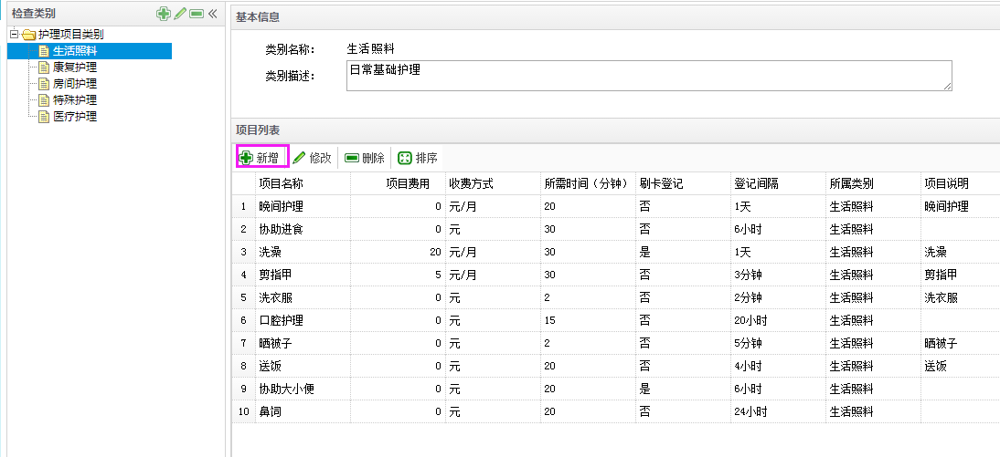 检查类别
护理项目类别
生活照料
康复护理
房间护理
特殊护理
医疗护理
基本信息
类别名称： 生活照料
类别描述： 日常基础护理
项目列表
新增 修改 删除 排序
项目名称 项目费用 收费方式 所需时间（分钟） 刷卡登记 登记间隔 所属类别 项目说明
1 晚间护理 0 元/月 20 否 1天 生活照料 晚间护理
2 协助进食 0 元 30 否 6小时 生活照料
3 洗澡 20 元/月 30 是 1天 生活照料 洗澡
4 剪指甲 5 元/月 30 否 3分钟 生活照料 剪指甲
5 洗衣服 0 元 2 否 2分钟 生活照料 洗衣服
6 口腔护理 0 元 15 否 20小时 生活照料
7 晒被子 0 元 2 否 5分钟 生活照料 晒被子
8 送饭 0 元 20 否 4小时 生活照料 送饭
9 协助大小便 0 元 20 是 6小时 生活照料
10 鼻词 0 元 20 否 24小时 生活照料